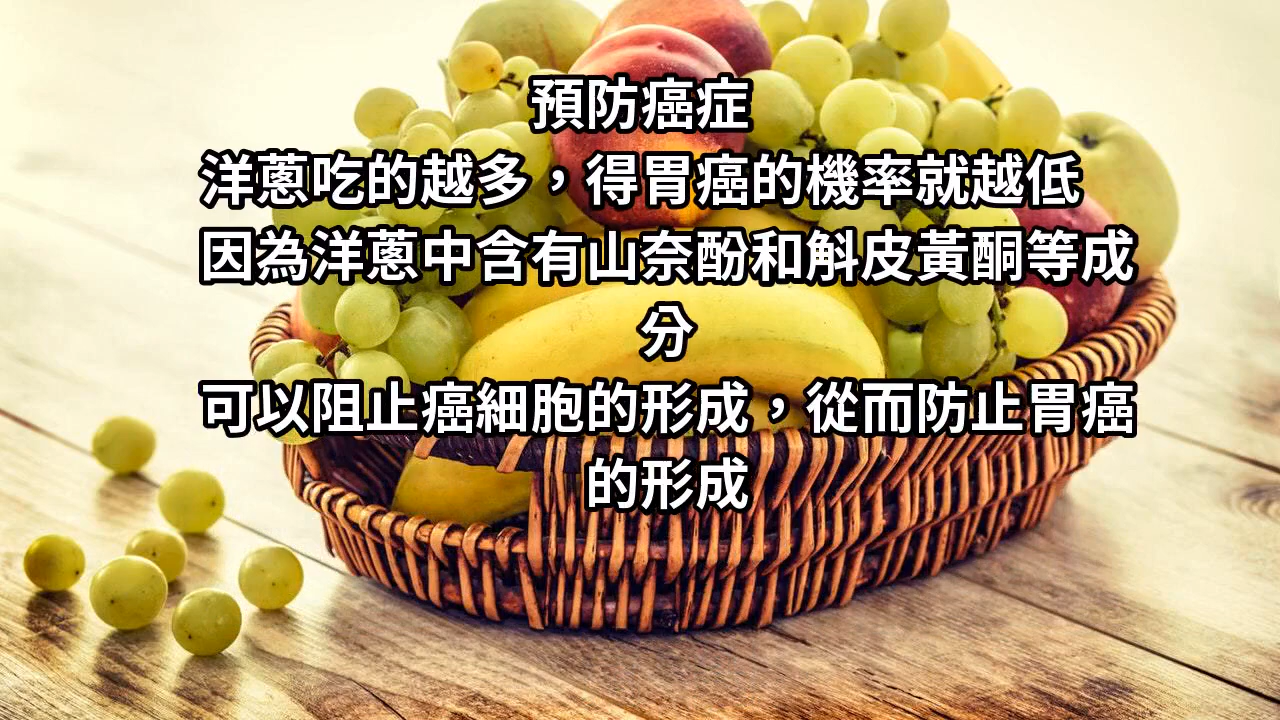 預防癌症
洋蔥吃的越多，得胃癌的機率就越低
因為洋蔥中含有山奈酚和斛皮黃酮等成
分
可以阻止癌細胞的形成，從而防止胃癌
的形成